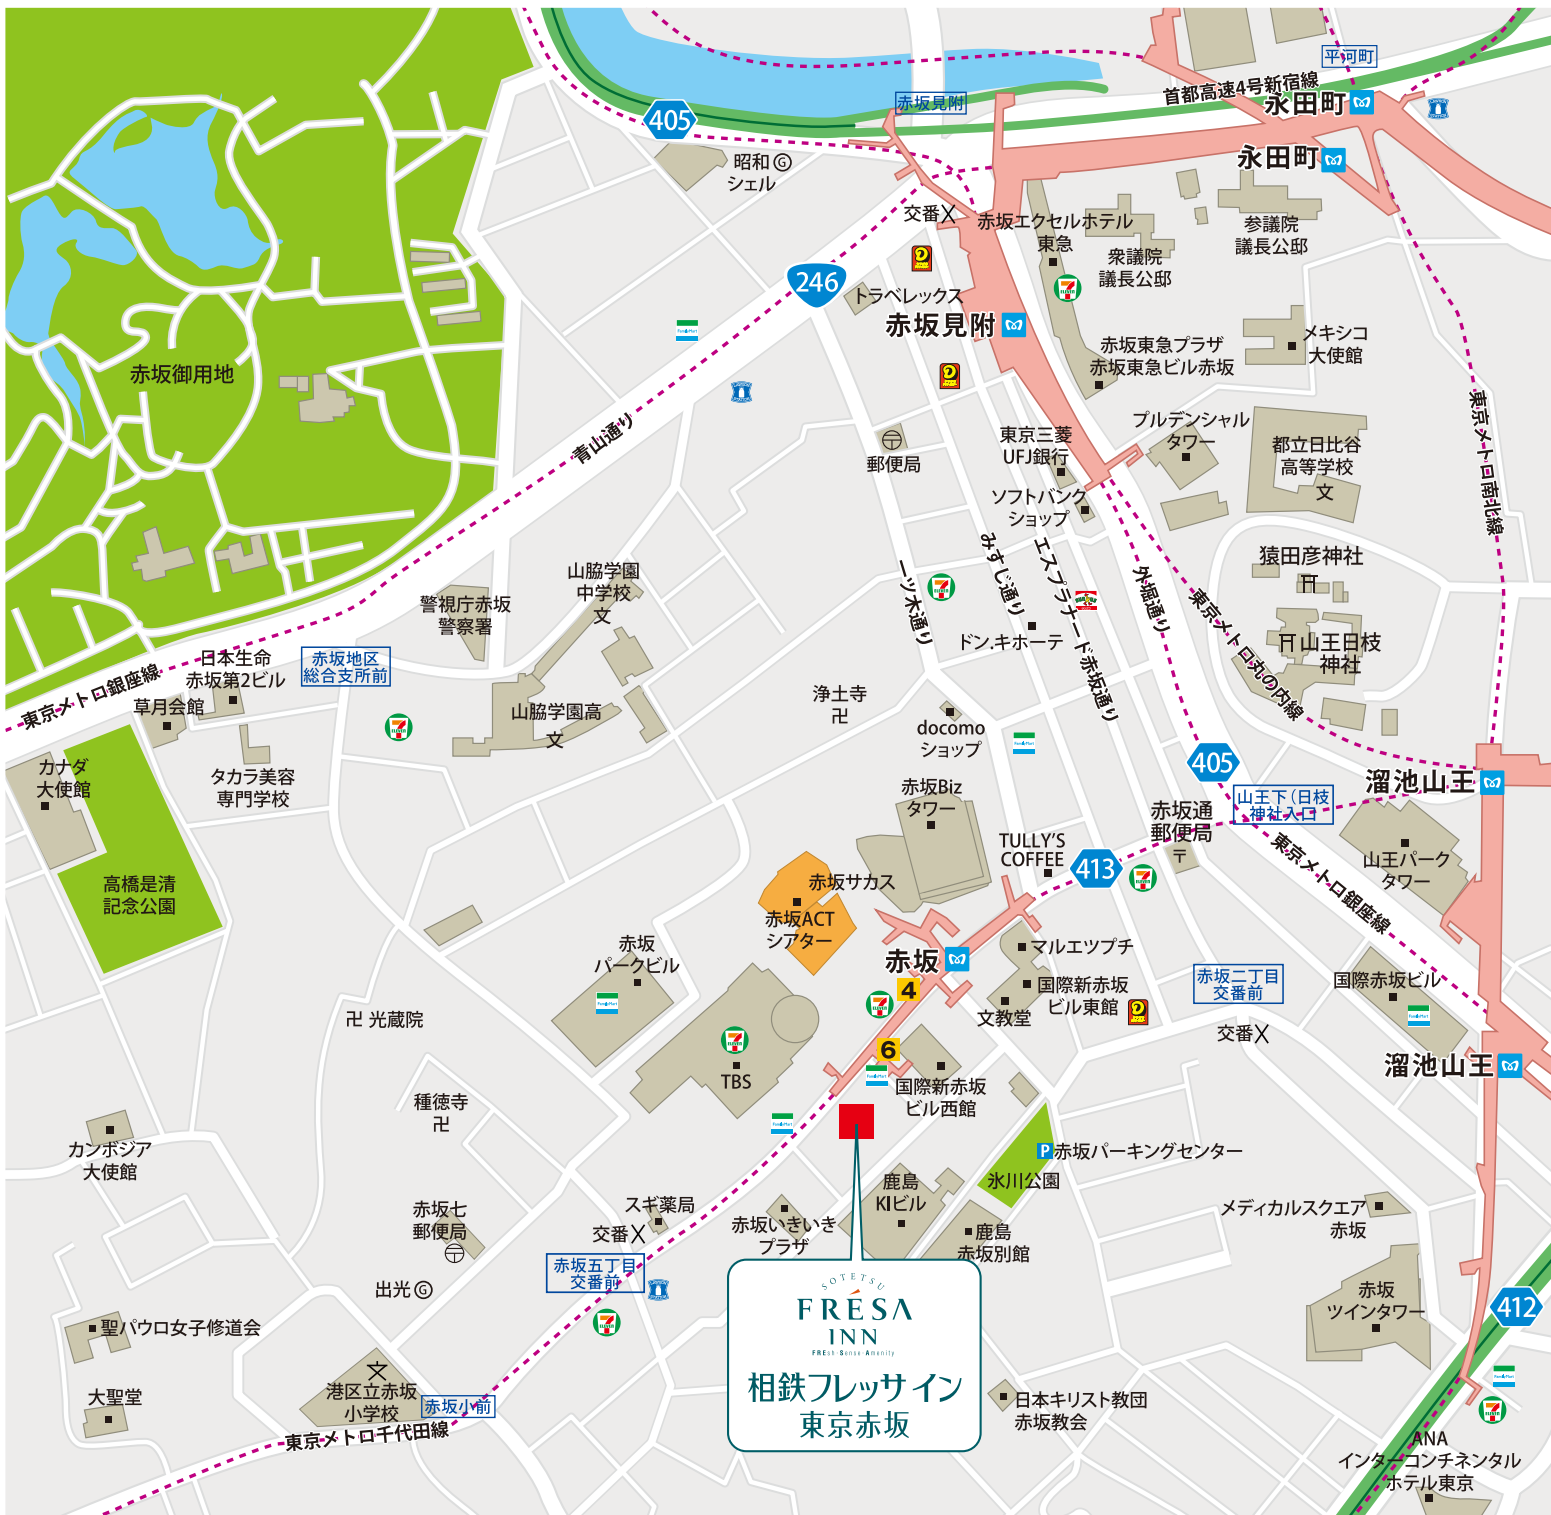 平河町
首都高速4号新宿線
赤坂見附
永田町
405
永田町
昭和
G
シェル
交番
赤坂エクセルホテル
東急
参議院
議長公邸
衆議院
議長公邸
246
トラベレックス
赤坂見附
メキシコ
大使館
赤坂東急プラザ
赤坂東急ビル赤坂
赤坂御用地
青山通り
東京メトロ南北線
プルデンシャル
タワー
東京三菱
UFJ銀行
都立日比谷
高等学校
文
郵便局
ソフトバンク
ショップ
一ツ木通り
みすじ通り
エスプラナード赤坂通り
外堀通り
猿田彦神社
山脇学園
中学校
文
警視庁赤坂
警察署
東京メトロ丸の内線
ドン.キホーテ
山王日枝
神社
日本生命
赤坂第2ビル
赤坂地区
総合支所前
東京メトロ銀座線
草月会館
浄土寺
卍
山脇学園高
文
docomo
ショップ
カナダ
大使館
タカラ美容
専門学校
赤坂Biz
タワー
405
溜池山王
山王下(日枝
神社入口
赤坂通
郵便局
〒
TULLY'S
COFFEE
413
東京メトロ銀座線
山王パーク
タワー
高橋是清
記念公園
赤坂サカス
赤坂ACT
シアター
赤坂
パークビル
赤坂
マルエツプチ
4
国際新赤坂
ビル東館
文教堂
赤坂二丁目
交番前
国際赤坂ビル
卍 光蔵院
交番
6
TBS
溜池山王
国際新赤坂
ビル西館
種徳寺
卍
カンボジア
大使館
P
赤坂パーキングセンター
氷川公園
鹿島
KIビル
赤坂七
郵便局
スギ薬局
交番
赤坂いきいき
プラザ
鹿島
赤坂別館
メディカルスクエア
赤坂
赤坂五丁目
交番前
出光
G
SOTETSU
FRESA
INN
FREsh·Sense·Amenity
相鉄フレッサイン
東京赤坂
赤坂
ツインタワー
412
聖パウロ女子修道会
大聖堂
文
港区立赤坂
小学校
赤坂小前
東京メトロ千代田線
日本キリスト教団
赤坂教会
ANA
インターコンチネンタル
ホテル東京